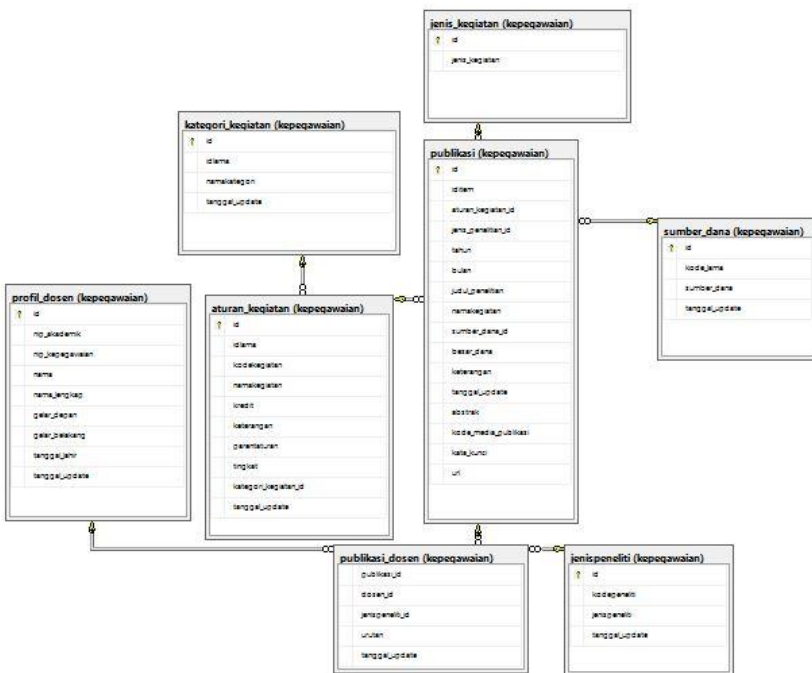 jenis_kegiatan (kepegawaian)
id
jenis_kegiatan
kategori_kegiatan (kepegawaian)
id
idlama
namakategori
tanggal_update
publikasi (kepegawaian)
id
iditem
aturan_kegiatan_id
jenis_penelitian_id
tahun
bulan
judul_penelitian
namakegiatan
sumber_dana_id
besar_dana
keterangan
tanggal_update
abstrak
kode_media_publikasi
kata_kunci
url
sumber_dana (kepegawaian)
id
kode_lama
sumber_dana
tanggal_update
profil_dosen (kepegawaian)
id
nip_akademik
nip_kepegawaian
nama
nama_lengkap
gelar_depan
gelar_belakang
tanggal_lahir
tanggal_update
aturan_kegiatan (kepegawaian)
id
idlama
kodekegiatan
namakegiatan
kredit
keterangan
parentaturan
tingkat
kategori_kegiatan_id
tanggal_update
publikasi_dosen (kepegawaian)
publikasi_id
dosen_id
jenispeneliti_id
urutan
tanggal_update
jenispeneliti (kepegawaian)
id
kodepeneliti
jenispeneliti
tanggal_update